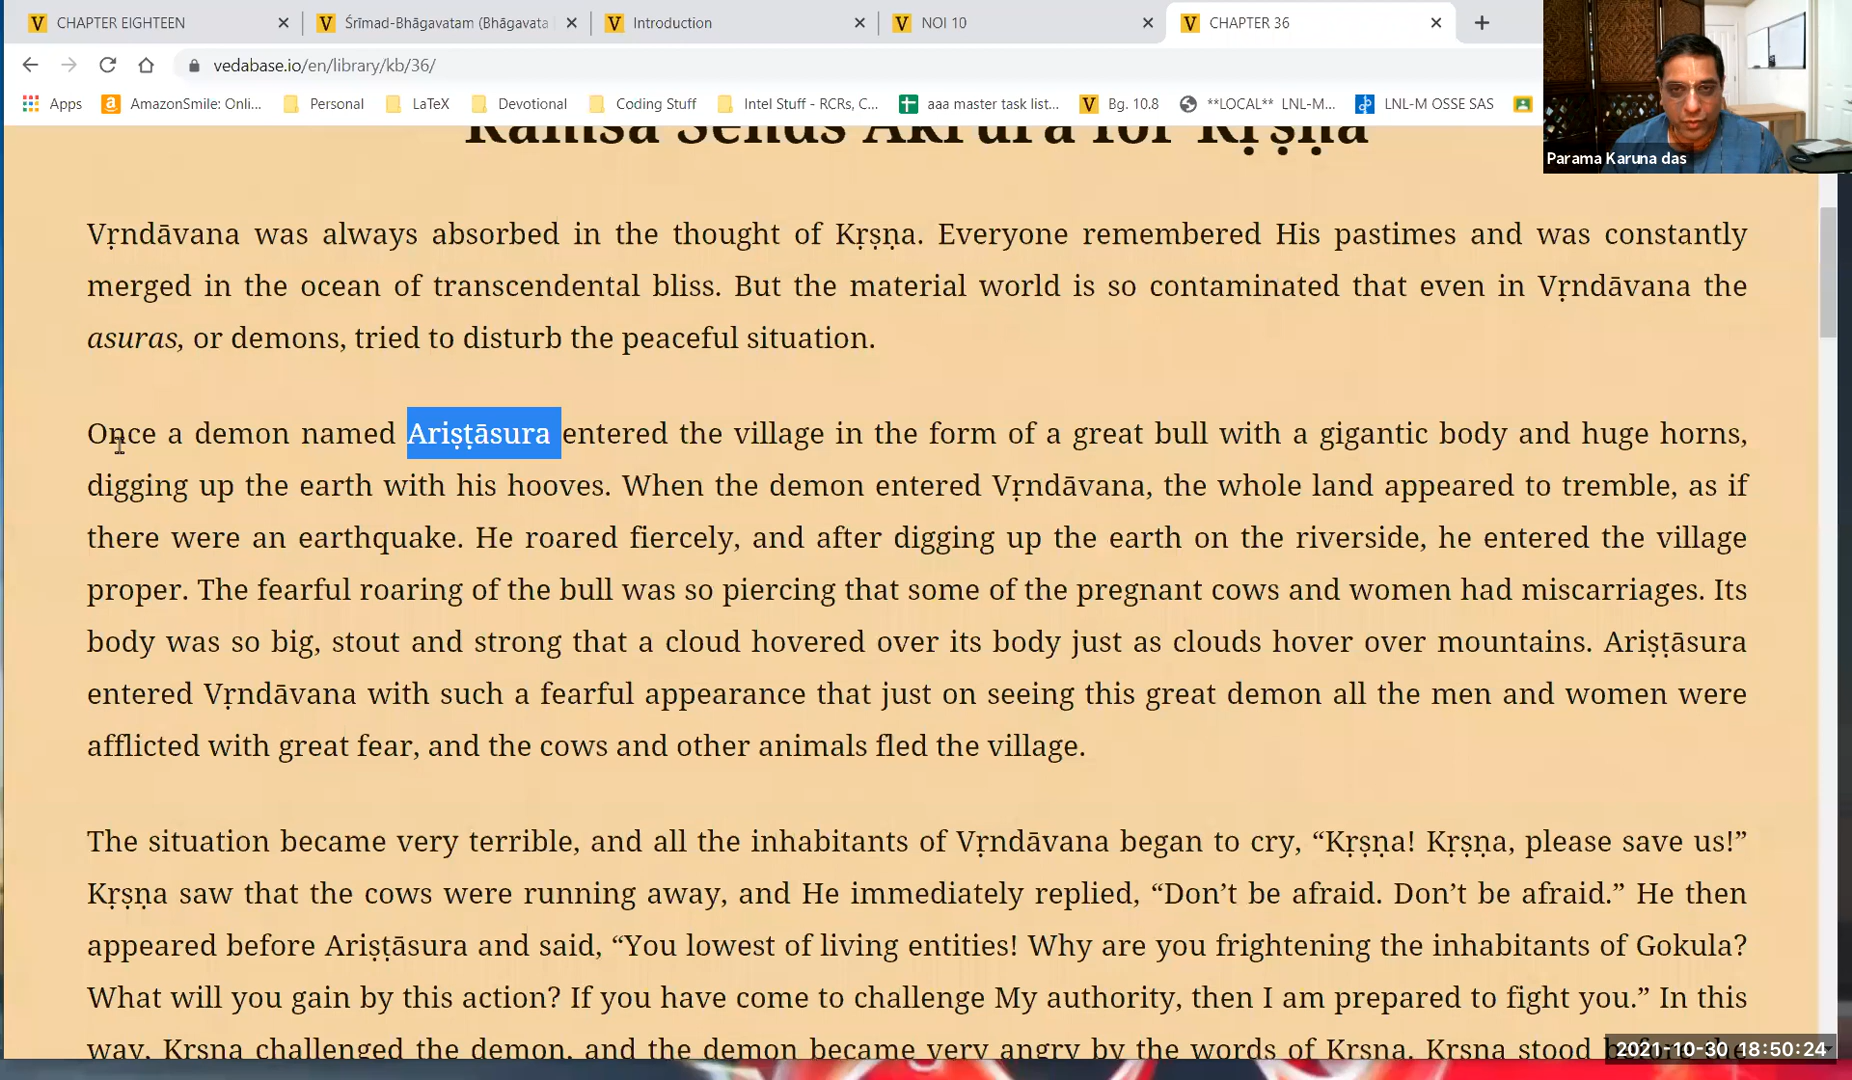 CHAPTER EIGHTEEN
Śrīmad-Bhāgavatam (Bhāgavata
Introduction
NOI 10
CHAPTER 36
vedabase.io/en/library/kb/36/
Apps AmazonSmile: Onli... Personal LaTeX Devotional Coding Stuff Intel Stuff - RCRs, C... aaa master task list... Bg. 10.8 **LOCAL** LNL-M... LNL-M OSSE SAS
Parama Karuna das
Kaṁsa Sends Akrūra for Kṛṣṇa
Vṛndāvana was always absorbed in the thought of Kṛṣṇa. Everyone remembered His pastimes and was constantly
merged in the ocean of transcendental bliss. But the material world is so contaminated that even in Vṛndāvana the
asuras, or demons, tried to disturb the peaceful situation.
Once a demon named Ariṣṭāsura entered the village in the form of a great bull with a gigantic body and huge horns,
digging up the earth with his hooves. When the demon entered Vṛndāvana, the whole land appeared to tremble, as if
there were an earthquake. He roared fiercely, and after digging up the earth on the riverside, he entered the village
proper. The fearful roaring of the bull was so piercing that some of the pregnant cows and women had miscarriages. Its
body was so big, stout and strong that a cloud hovered over its body just as clouds hover over mountains. Ariṣṭāsura
entered Vṛndāvana with such a fearful appearance that just on seeing this great demon all the men and women were
afflicted with great fear, and the cows and other animals fled the village.
The situation became very terrible, and all the inhabitants of Vṛndāvana began to cry, “Kṛṣṇa! Kṛṣṇa, please save us!”
Kṛṣṇa saw that the cows were running away, and He immediately replied, “Don’t be afraid. Don’t be afraid.” He then
appeared before Ariṣṭāsura and said, “You lowest of living entities! Why are you frightening the inhabitants of Gokula?
What will you gain by this action? If you have come to challenge My authority, then I am prepared to fight you.” In this
way, Kṛṣṇa challenged the demon, and the demon became very angry by the words of Kṛṣṇa. Kṛṣṇa stood before the
2021-10-30 18:50:24